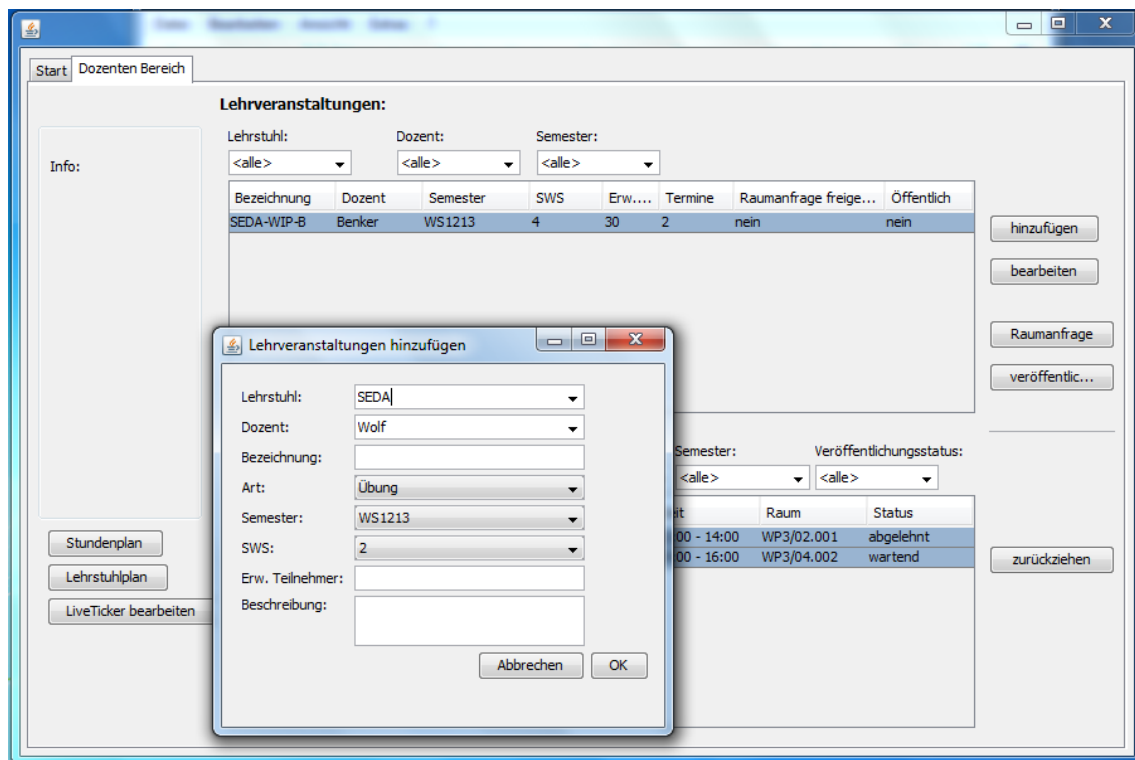 Start Dozenten Bereich
Lehrveranstaltungen:
Info:
Lehrstuhl: Dozent: Semester:
<alle> <alle> <alle>
Bezeichnung Dozent Semester SWS Erw.... Termine Raumanfrage freige... Öffentlich
SEDA-WIP-B Benker WS1213 4 30 2 nein nein
hinzufügen
bearbeiten
Raumanfrage
veröffentlic...
Lehrveranstaltungen hinzufügen
Lehrstuhl: SEDA
Dozent: Wolf
Bezeichnung:
Art: Übung
Semester: WS1213
SWS: 2
Erw. Teilnehmer:
Beschreibung:
Abbrechen OK
Semester: Veröffentlichungsstatus:
<alle> <alle>
Raum Status
00 - 14:00 WP3/02.001 abgelehnt
00 - 16:00 WP3/04.002 wartend
zurückziehen
Stundenplan
Lehrstuhlplan
LiveTicker bearbeiten